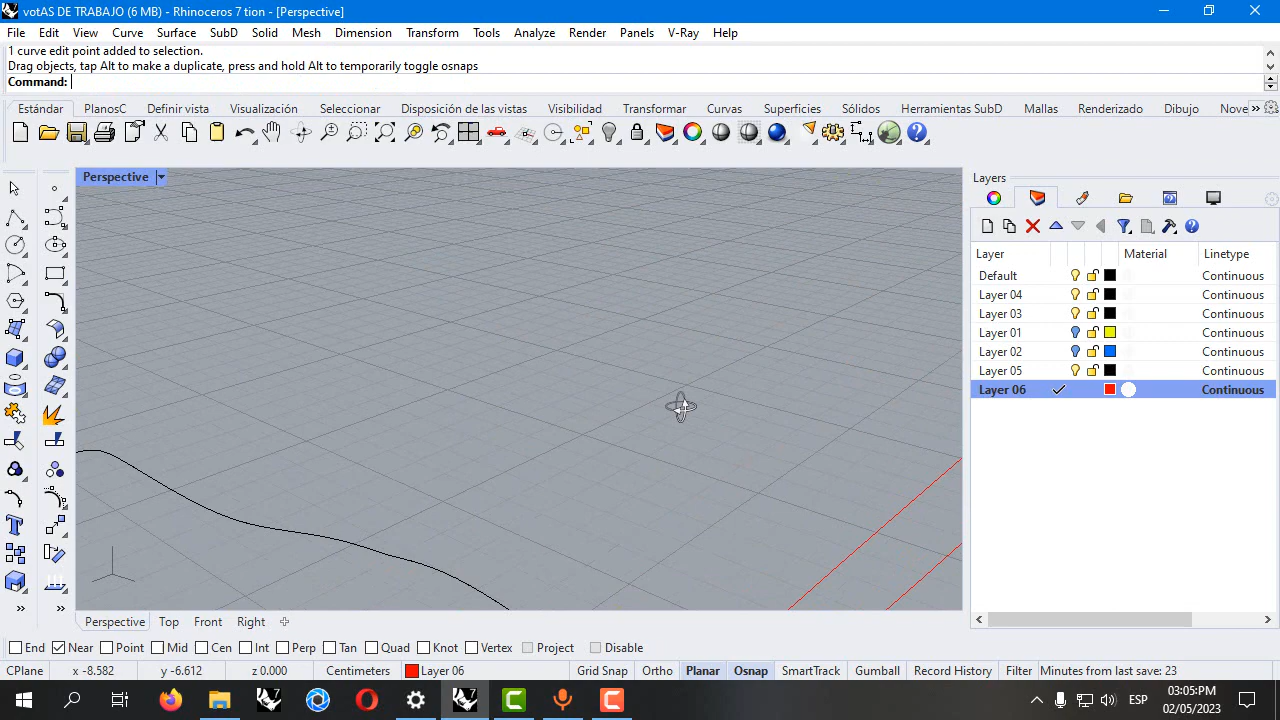 votAS DE TRABAJO (6 MB) - Rhinoceros 7 tion - [Perspective]
File Edit View Curve Surface SubD Solid Mesh Dimension Transform Tools Analyze Render Panels V-Ray Help
1 curve edit point added to selection.
Drag objects, tap Alt to make a duplicate, press and hold Alt to temporarily toggle osnaps
Command:
Estándar PlanosC Definir vista Visualización Seleccionar Disposición de las vistas Visibilidad Transformar Curvas Superficies Sólidos Herramientas SubD Mallas Renderizado Dibujo Nove
Perspective
Layers
Layer Material Linetype
Default Continuous
Layer 04 Continuous
Layer 03 Continuous
Layer 01 Continuous
Layer 02 Continuous
Layer 05 Continuous
Layer 06 Continuous
Perspective Top Front Right
End Near Point Mid Cen Int Perp Tan Quad Knot Vertex Project Disable
CPlane x -8.582 y -6.612 z 0.000 Centimeters Layer 06 Grid Snap Ortho Planar Osnap SmartTrack Gumball Record History Filter Minutes from last save: 23
ESP
03:05:PM
02/05/2023